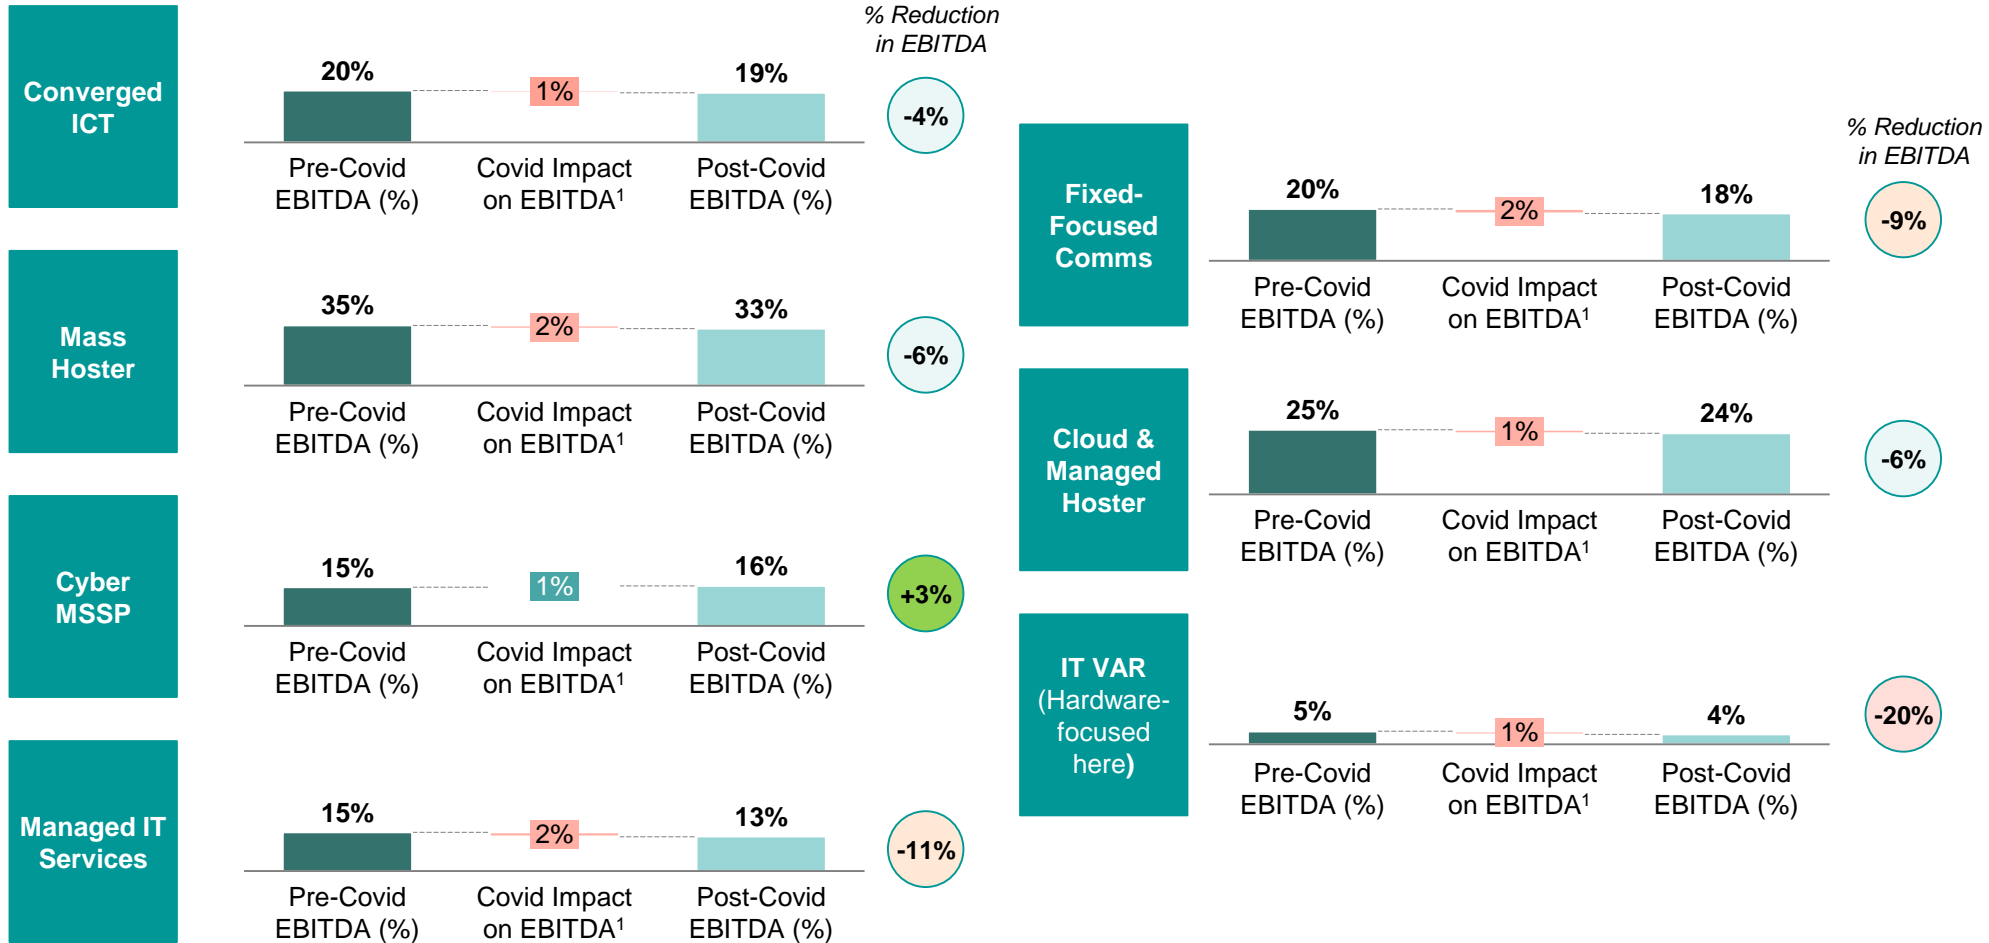 % Reduction
in EBITDA
Converged
ICT
20%
1%
19%
-4%
Pre-Covid
EBITDA (%)
Covid Impact
on EBITDA¹
Post-Covid
EBITDA (%)
Mass
Hoster
35%
2%
33%
-6%
Pre-Covid
EBITDA (%)
Covid Impact
on EBITDA¹
Post-Covid
EBITDA (%)
Cyber
MSSP
15%
1%
16%
+3%
Pre-Covid
EBITDA (%)
Covid Impact
on EBITDA¹
Post-Covid
EBITDA (%)
Managed IT
Services
15%
2%
13%
-11%
Pre-Covid
EBITDA (%)
Covid Impact
on EBITDA¹
Post-Covid
EBITDA (%)
% Reduction
in EBITDA
Fixed-
Focused
Comms
20%
2%
18%
-9%
Pre-Covid
EBITDA (%)
Covid Impact
on EBITDA¹
Post-Covid
EBITDA (%)
Cloud &
Managed
Hoster
25%
1%
24%
-6%
Pre-Covid
EBITDA (%)
Covid Impact
on EBITDA¹
Post-Covid
EBITDA (%)
IT VAR
(Hardware-
focused
here)
5%
1%
4%
-20%
Pre-Covid
EBITDA (%)
Covid Impact
on EBITDA¹
Post-Covid
EBITDA (%)